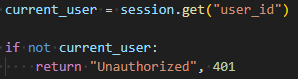 current_user = session.get("user_id")
if not current_user:
    return "Unauthorized", 401